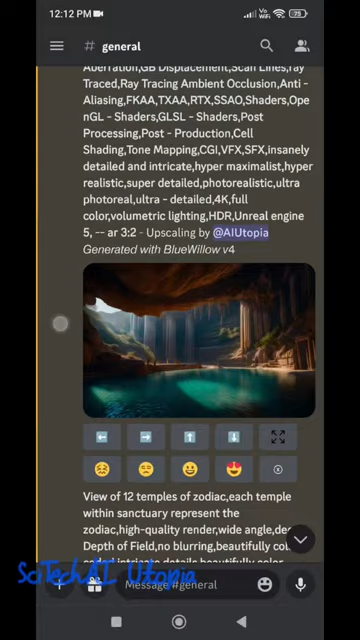 12:12 PM
Vo
WiFi
75
# general
Aberration,GB Displacement,Scan Lines,ray
Traced,Ray Tracing Ambient Occlusion,Anti -
Aliasing,FKAA,TXAA,RTX,SSAO,Shaders,Ope
nGL - Shaders,GLSL - Shaders,Post
Processing,Post - Production,Cell
Shading,Tone Mapping,CGI,VFX,SFX,insanely
detailed and intricate,hyper maximalist,hyper
realistic,super detailed,photorealistic,ultra
photoreal,ultra - detailed,4K,full
color,volumetric lighting,HDR,Unreal engine
5, -- ar 3:2 - Upscaling by @AIUtopia
Generated with BlueWillow v4
View of 12 temples of zodiac,each temple
within sanctuary represent the
zodiac,high-quality render,wide angle,dee
Depth of Field,no blurring,beautifully col
SciTechAI Utopia
Message/#general